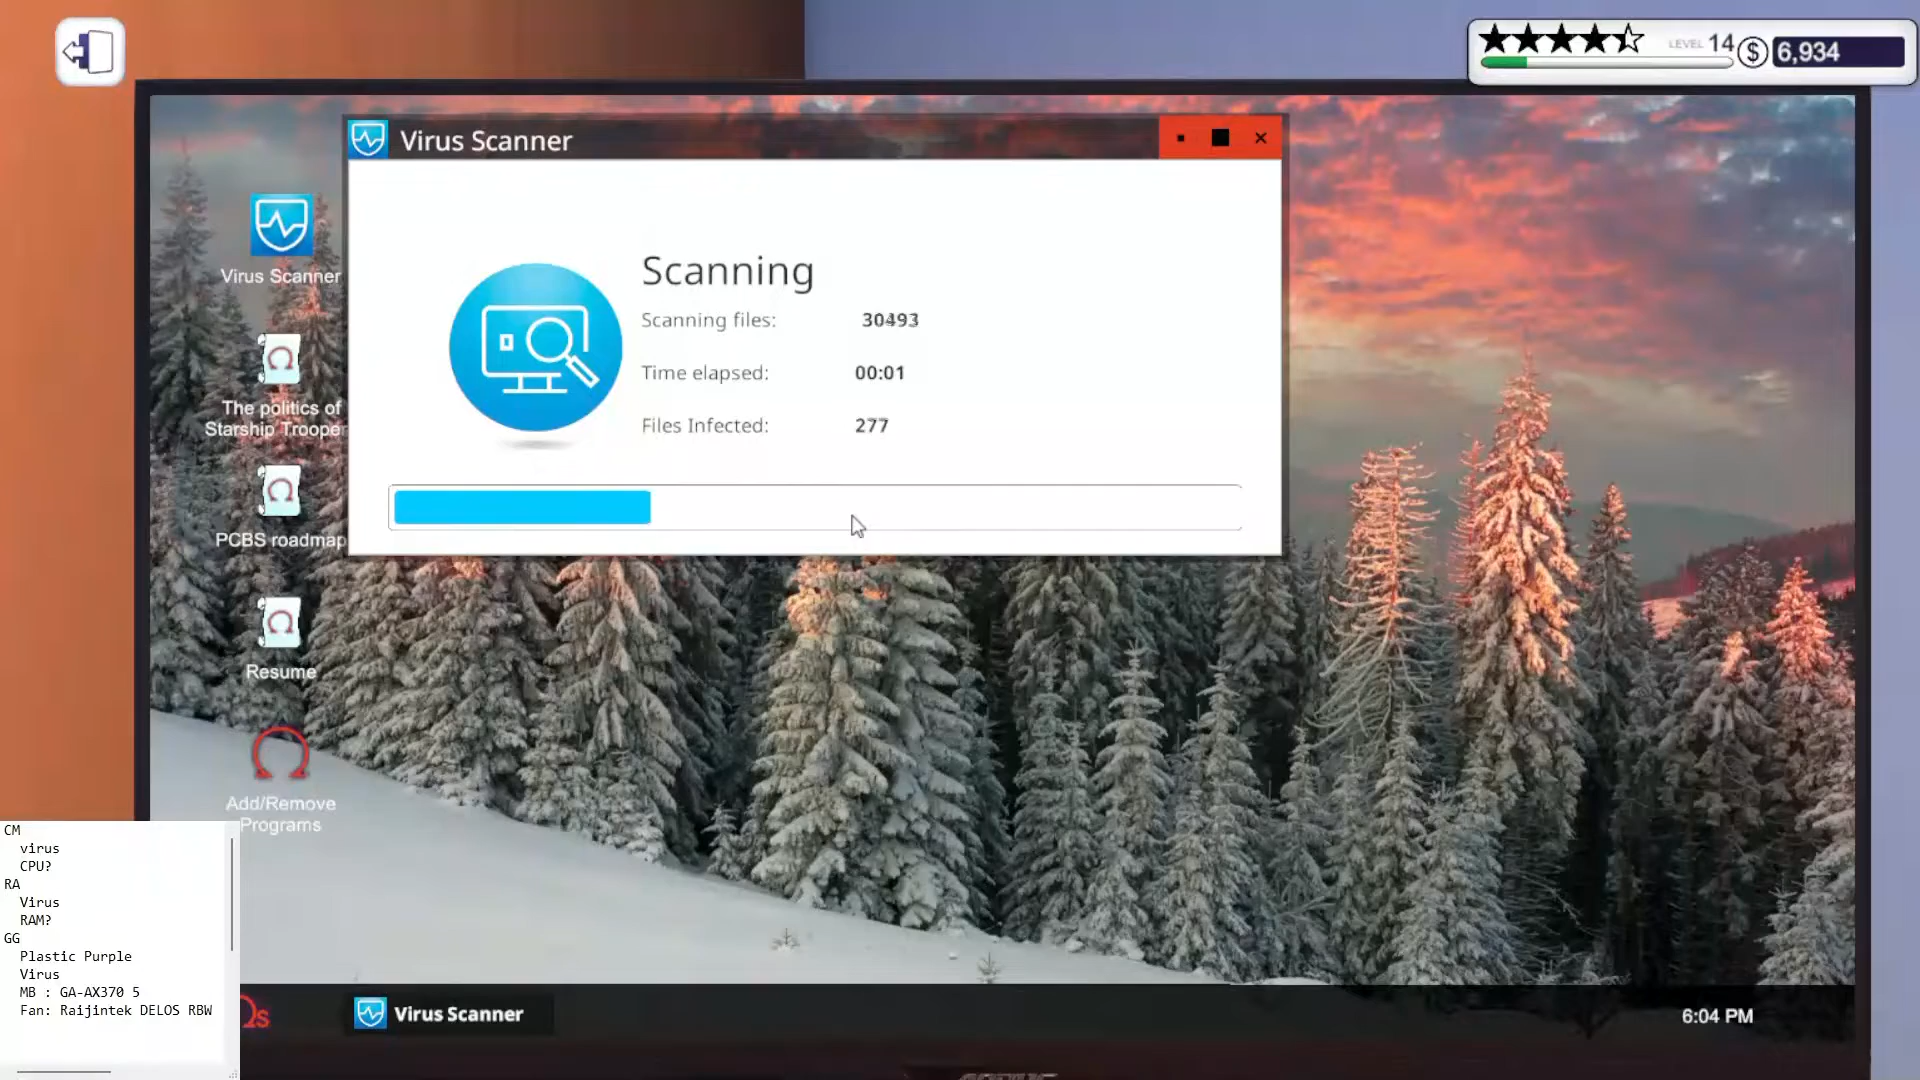 LEVEL 14
$ 6,934
Virus Scanner
Scanning
Scanning files: 30493
Time elapsed: 00:01
Files Infected: 277
Virus Scanner
The politics of
Starship Trooper
PCBS roadmap
Resume
Add/Remove
Programs
CM
virus
CPU?
RA
Virus
RAM?
GG
Plastic Purple
Virus
MB : GA-AX370 5
Fan: Raijintek DELOS RBW
Ωs
Virus Scanner
6:04 PM